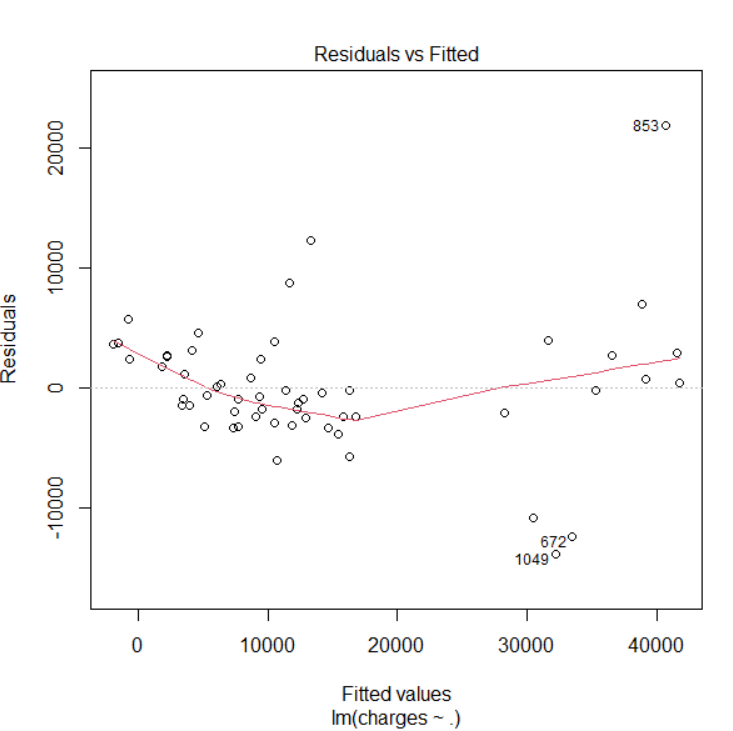 Residuals vs Fitted
Residuals
20000
10000
0
-10000
853
672
1049
0 10000 20000 30000 40000
Fitted values
lm(charges ~ .)